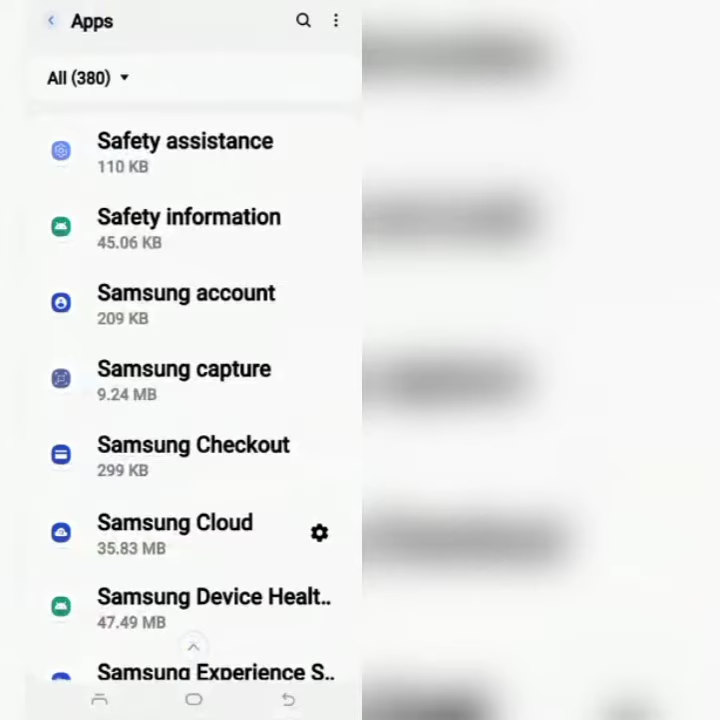 Apps
All (380)
Safety assistance
110 KB
Safety information
45.06 KB
Samsung account
209 KB
Samsung capture
9.24 MB
Samsung Checkout
299 KB
Samsung Cloud
35.83 MB
Samsung Device Healt..
47.49 MB
Samsung Experience S..